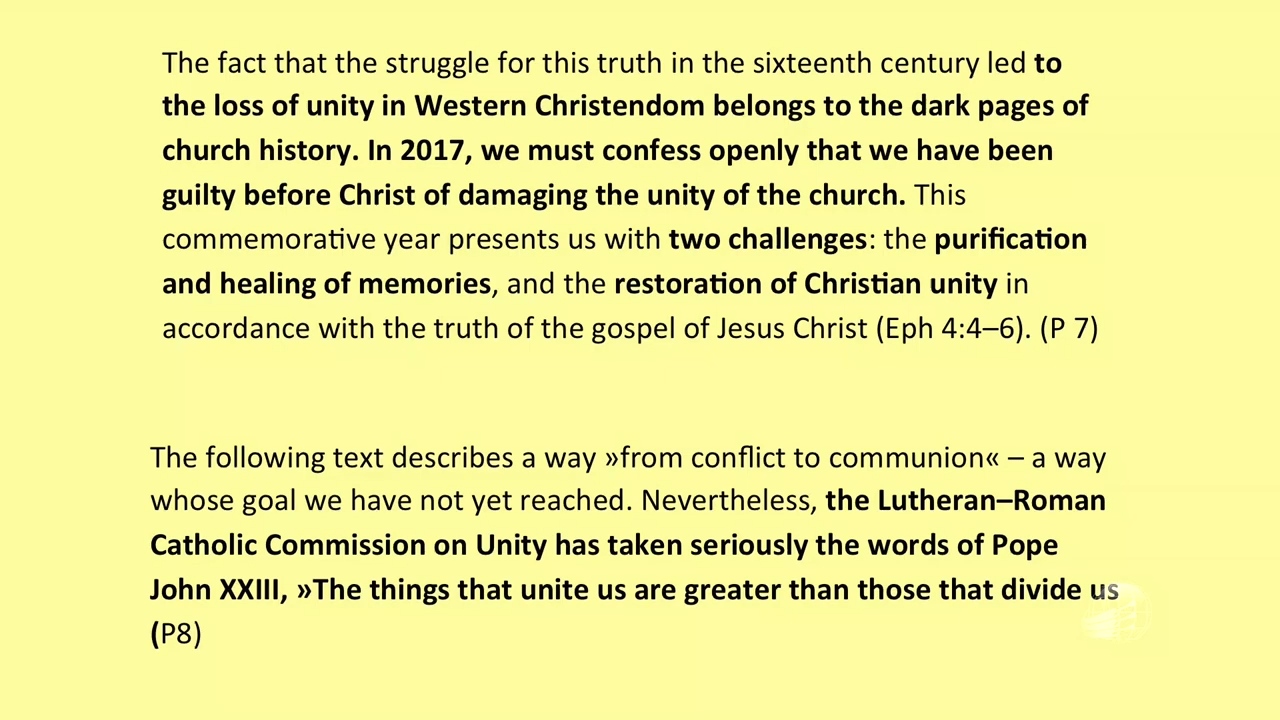 The fact that the struggle for this truth in the sixteenth century led to
the loss of unity in Western Christendom belongs to the dark pages of
church history. In 2017, we must confess openly that we have been
guilty before Christ of damaging the unity of the church. This
commemorative year presents us with two challenges: the purification
and healing of memories, and the restoration of Christian unity in
accordance with the truth of the gospel of Jesus Christ (Eph 4:4–6). (P 7)
The following text describes a way »from conflict to communion« – a way
whose goal we have not yet reached. Nevertheless, the Lutheran–Roman
Catholic Commission on Unity has taken seriously the words of Pope
John XXIII, »The things that unite us are greater than those that divide us
(P8)